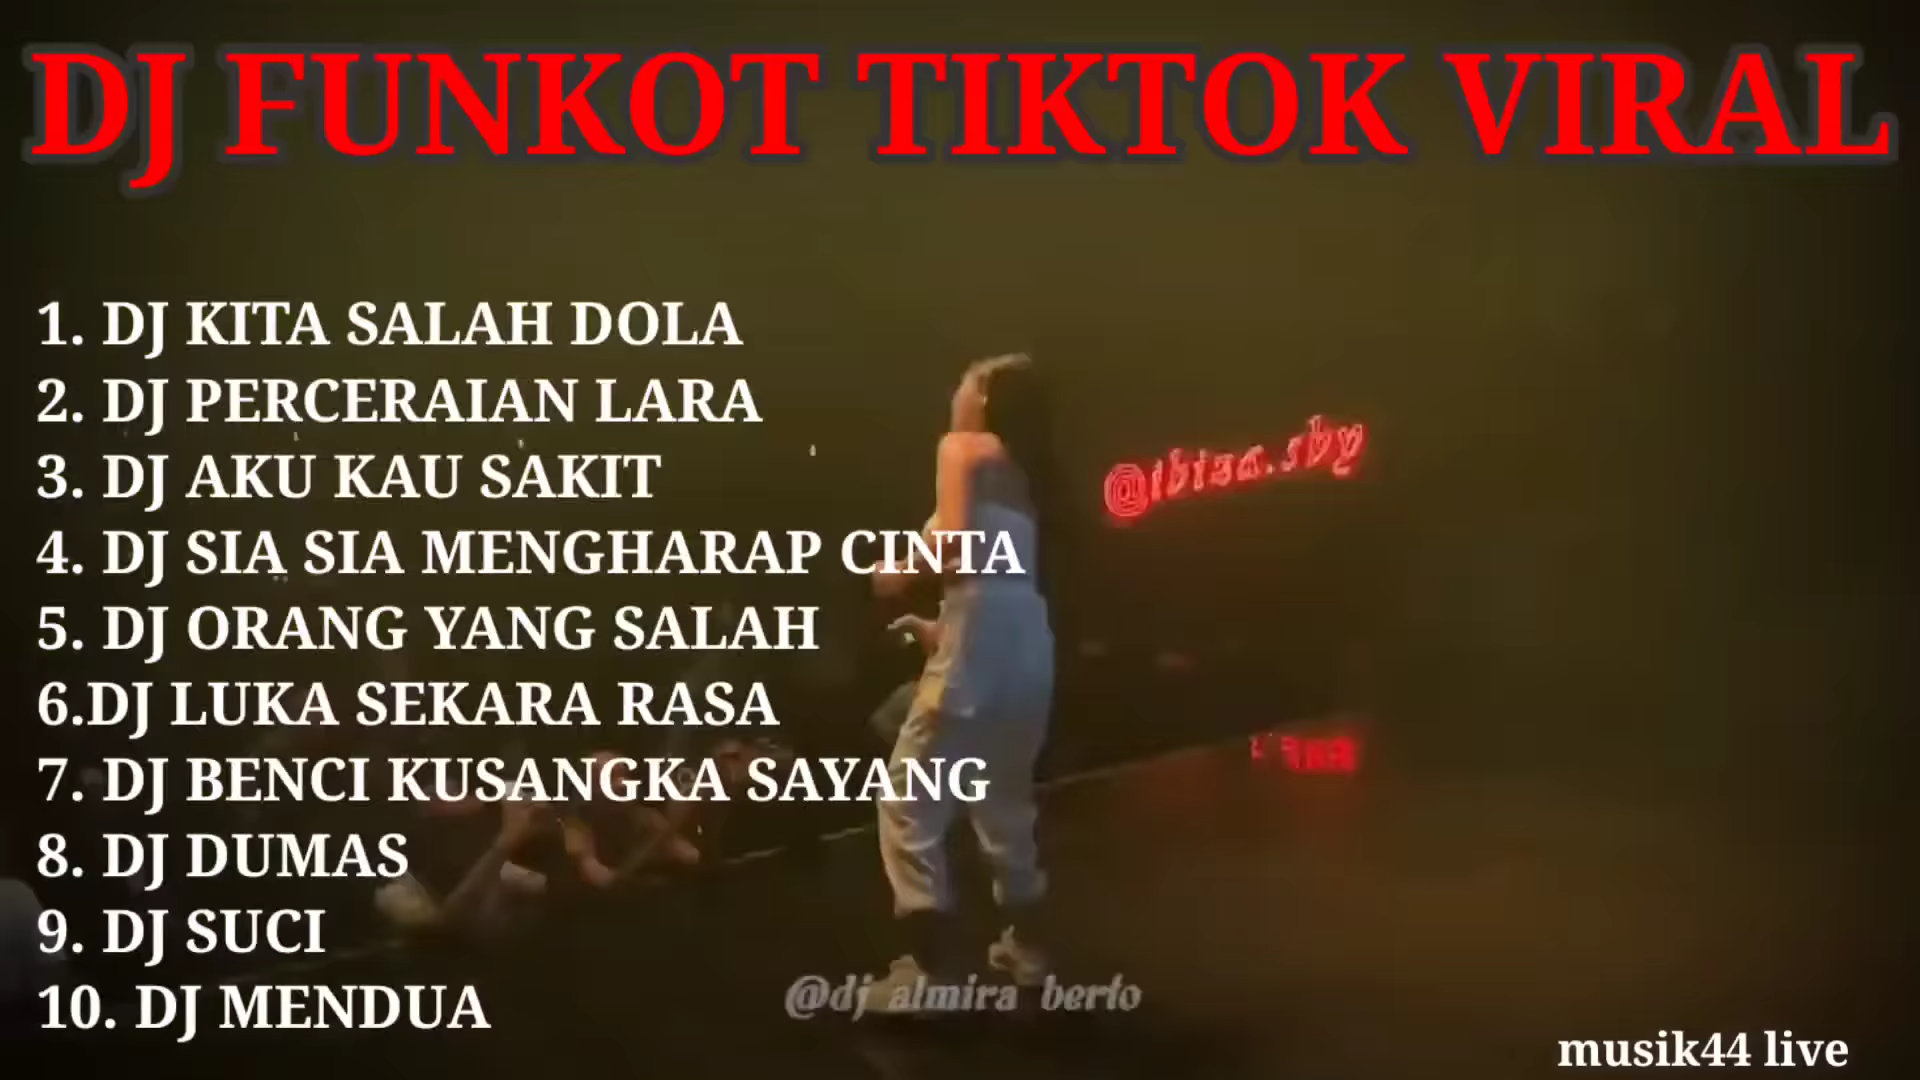 DJ FUNKOT TIKTOK VIRAL
1. DJ KITA SALAH DOLA
2. DJ PERCERAIAN LARA
3. DJ AKU KAU SAKIT
4. DJ SIA SIA MENGHARAP CINTA
5. DJ ORANG YANG SALAH
6.DJ LUKA SEKARA RASA
7. DJ BENCI KUSANGKA SAYANG
8. DJ DUMAS
9. DJ SUCI
10. DJ MENDUA
@ibiza.sby
@dj almira berto
musik44 live